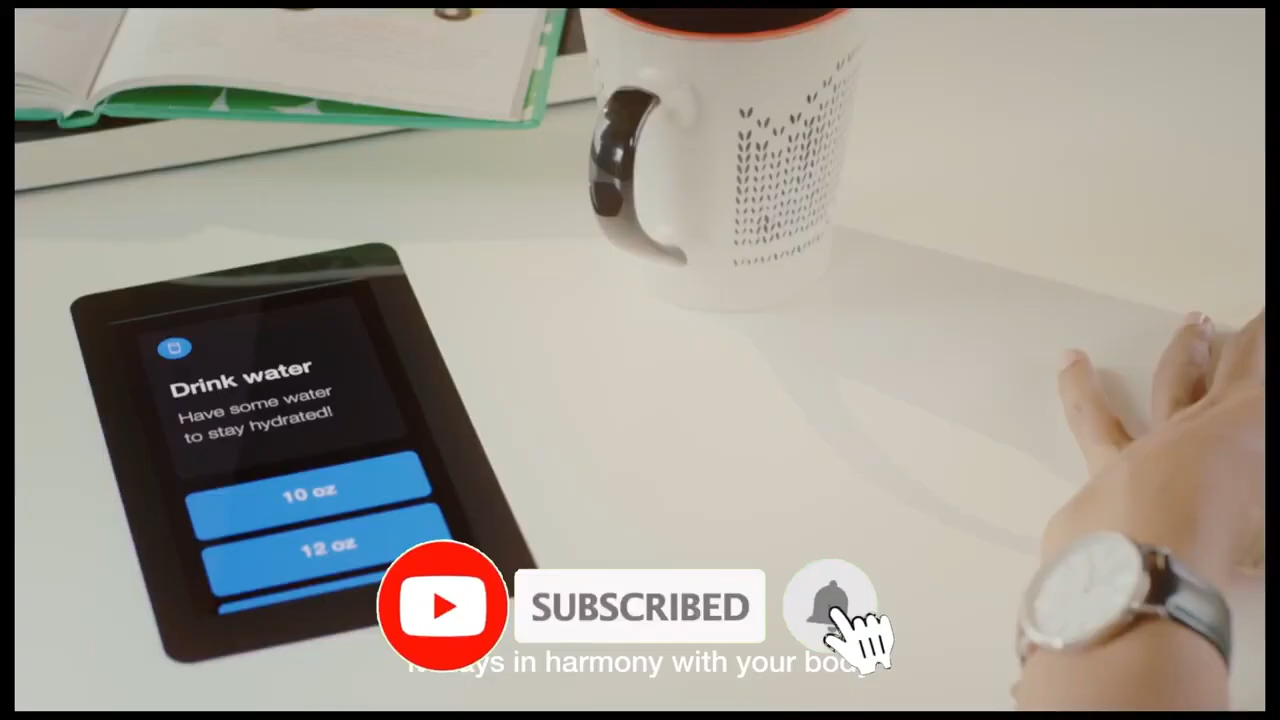 Drink water
Have some water
to stay hydrated!
10 oz
12 oz
SUBSCRIBED
in harmony with your